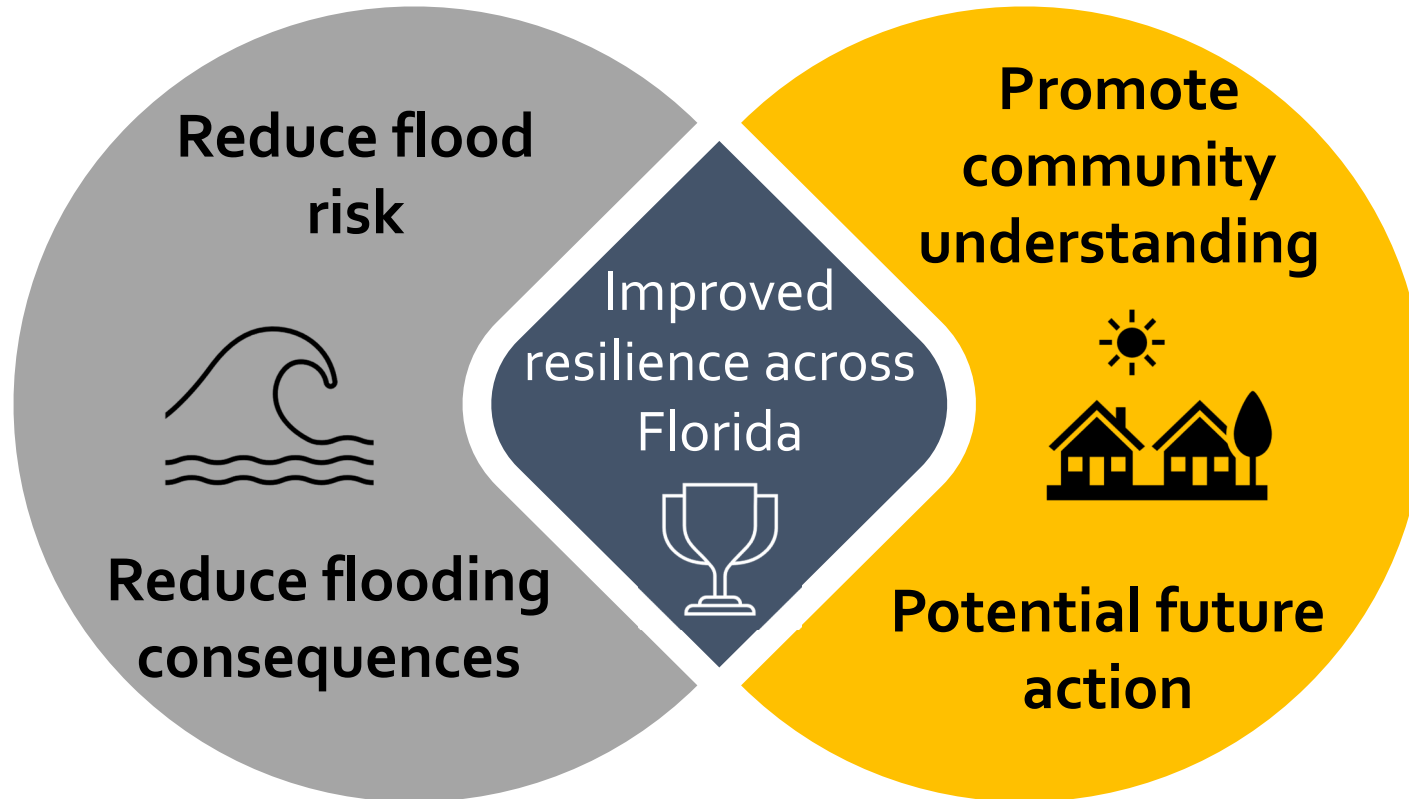 Reduce flood
risk
Reduce flooding
consequences
Improved
resilience across
Florida
Promote
community
understanding
Potential future
action